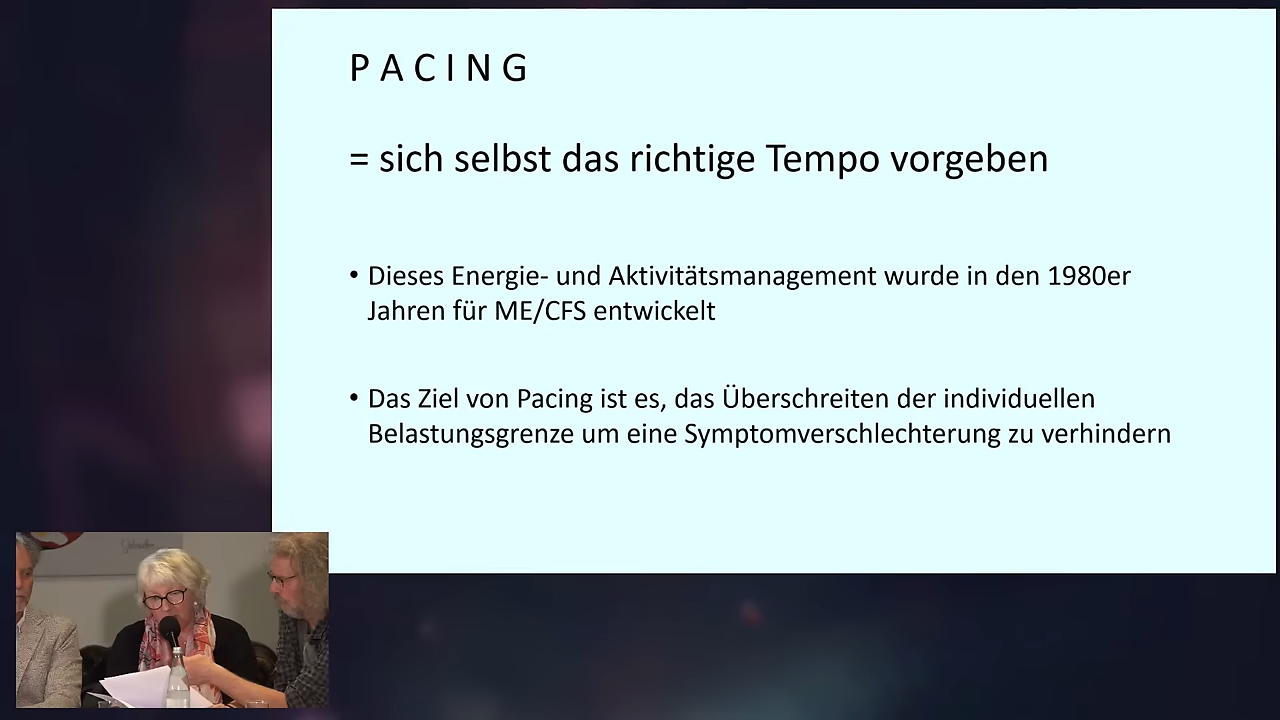 P A C I N G
= sich selbst das richtige Tempo vorgeben
• Dieses Energie- und Aktivitätsmanagement wurde in den 1980er
Jahren für ME/CFS entwickelt
• Das Ziel von Pacing ist es, das Überschreiten der individuellen
Belastungsgrenze um eine Symptomverschlechterung zu verhindern